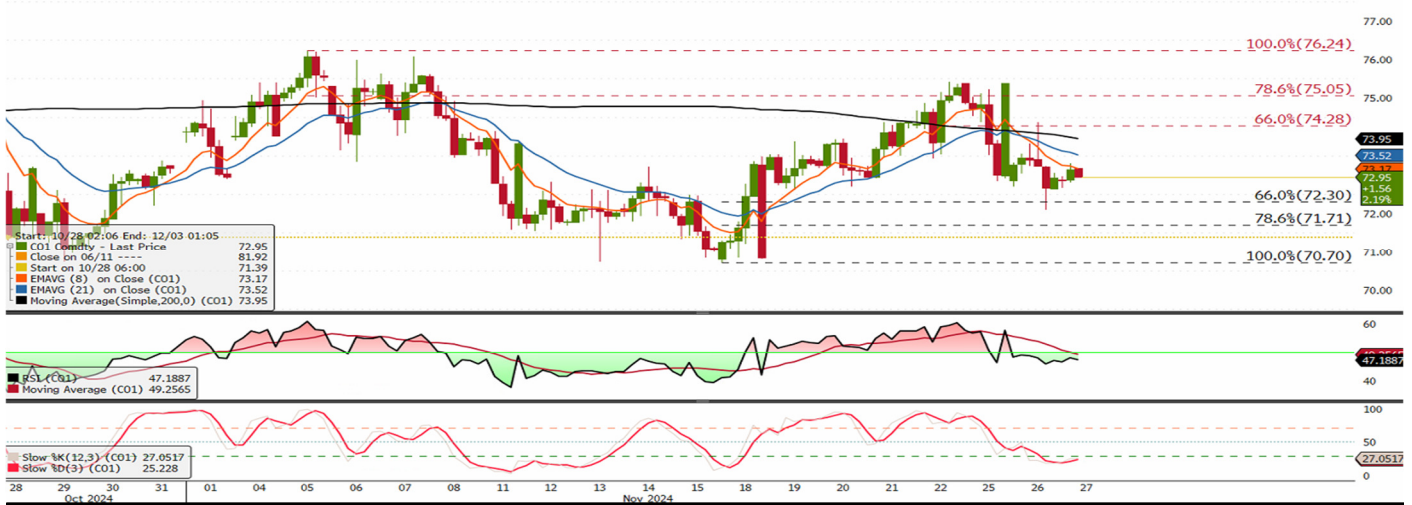 77.00
100.0%(76.24)
76.00
78.6%(75.05)
75.00
66.0%(74.28)
73.95
73.52
73.17
72.95
+1.56
2.19%
66.0%(72.30)
72.00
78.6%(71.71)
71.00
100.0%(70.70)
70.00
Start: 10/28 02:06 End: 12/03 01:05
CO1 Comdty - Last Price 72.95
Close on 06/11 ---- 81.92
Start on 10/28 06:00 71.39
EMAVG (8) on Close (CO1) 73.17
EMAVG (21) on Close (CO1) 73.52
Moving Average(Simple,200,0) (CO1) 73.95
60
49.2565
47.1887
40
RSI (CO1) 47.1887
Moving Average (CO1) 49.2565
100
50
27.0517
0
Slow %K(12,3) (CO1) 27.0517
Slow %D(3) (CO1) 25.228
28 29 30 31 01 04 05 06 07 08 11 12 13 14 15 18 19 20 21 22 25 26 27
Oct 2024 Nov 2024